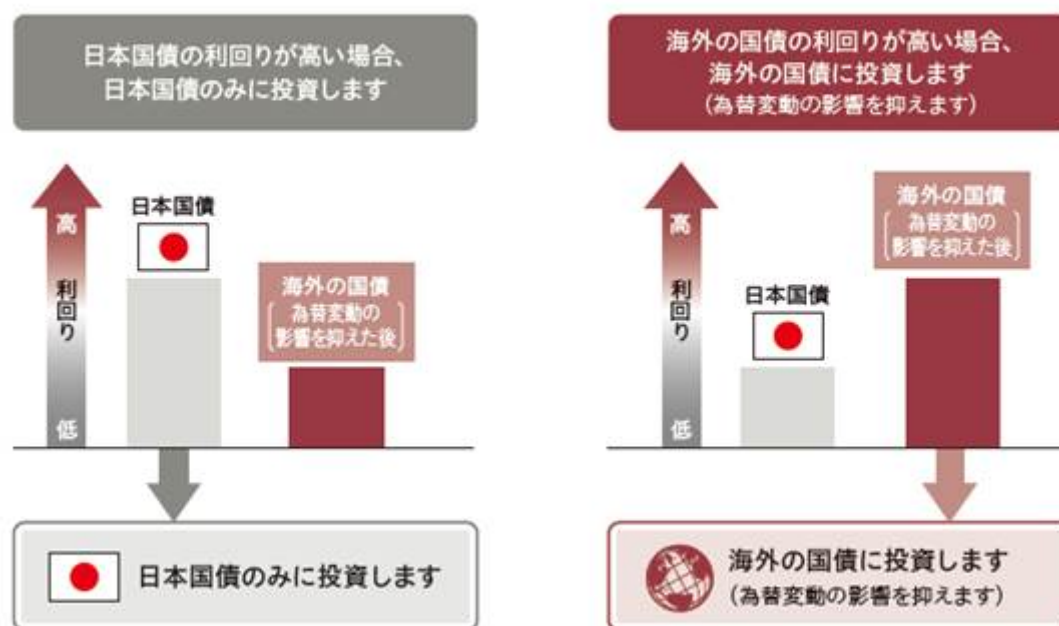 日本国債の利回りが高い場合、
日本国債のみに投資します
高
利回り
低
日本国債
海外の国債
為替変動の
影響を抑えた後
日本国債のみに投資します
海外の国債の利回りが高い場合、
海外の国債に投資します
(為替変動の影響を抑えます)
高
利回り
低
日本国債
海外の国債
為替変動の
影響を抑えた後
海外の国債に投資します
(為替変動の影響を抑えます)